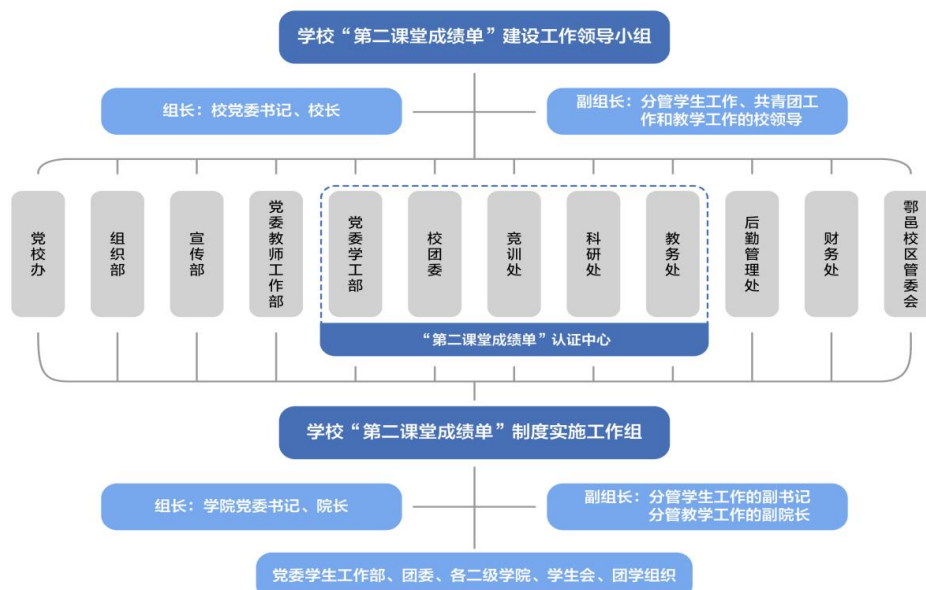 学校“第二课堂成绩单”建设工作领导小组
组长：校党委书记、校长
副组长：分管学生工作、共青团工
作和教学工作的校领导
党校办
组织部
宣传部
党委教师工作部
党委学工部
校团委
竞训处
科研处
教务处
后勤管理处
财务处
鄠邑校区管委会
“第二课堂成绩单”认证中心
学校“第二课堂成绩单”制度实施工作组
组长：学院党委书记、院长
副组长：分管学生工作的副书记
分管教学工作的副院长
党委学生工作部、团委、各二级学院、学生会、团学组织